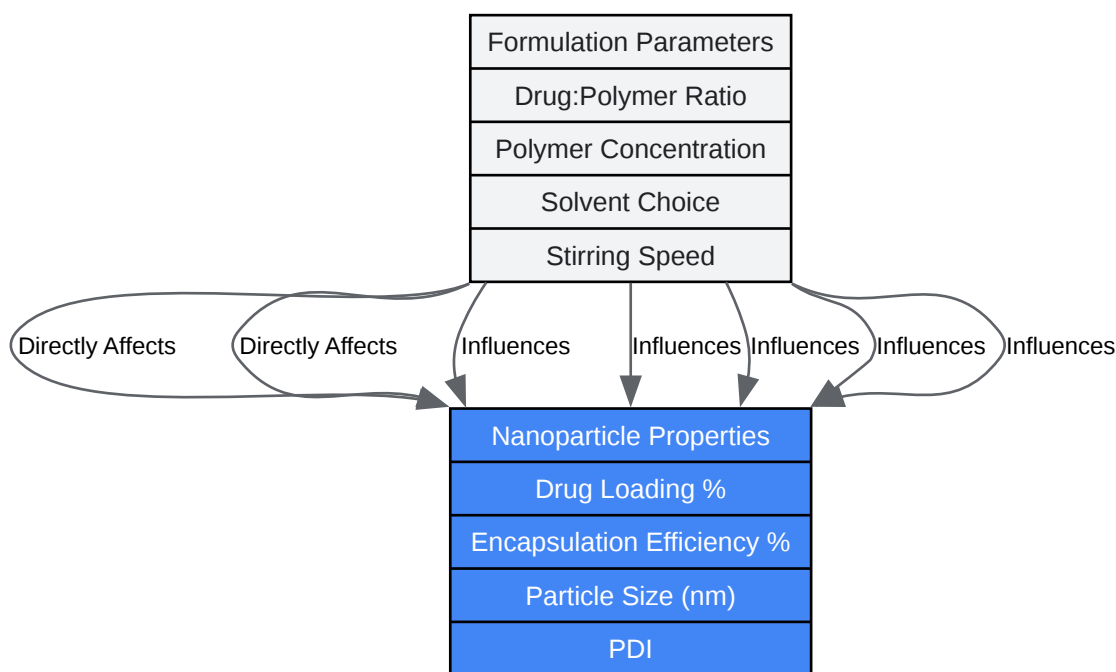 Formulation Parameters
Drug:Polymer Ratio
Polymer Concentration
Solvent Choice
Stirring Speed
Directly Affects
Directly Affects
Influences
Influences
Influences
Influences
Influences
Nanoparticle Properties
Drug Loading %
Encapsulation Efficiency %
Particle Size (nm)
PDI